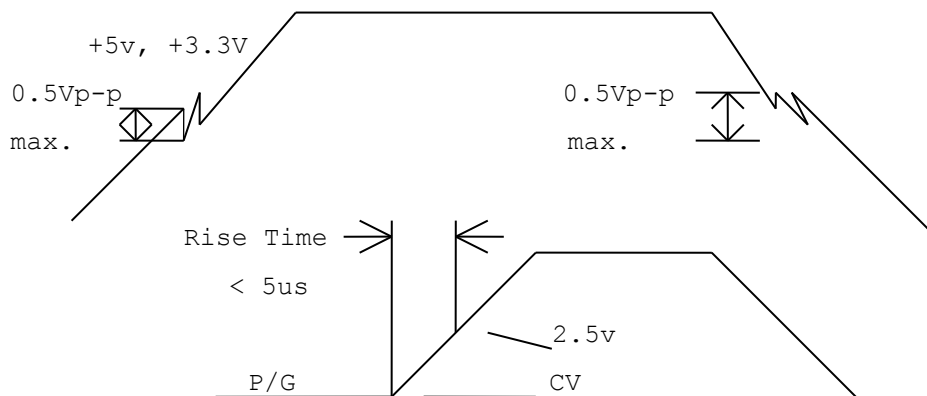 +5v, +3.3V
0.5Vp-p
max.
0.5Vp-p
max.
Rise Time
< 5us
2.5v
P/G
CV